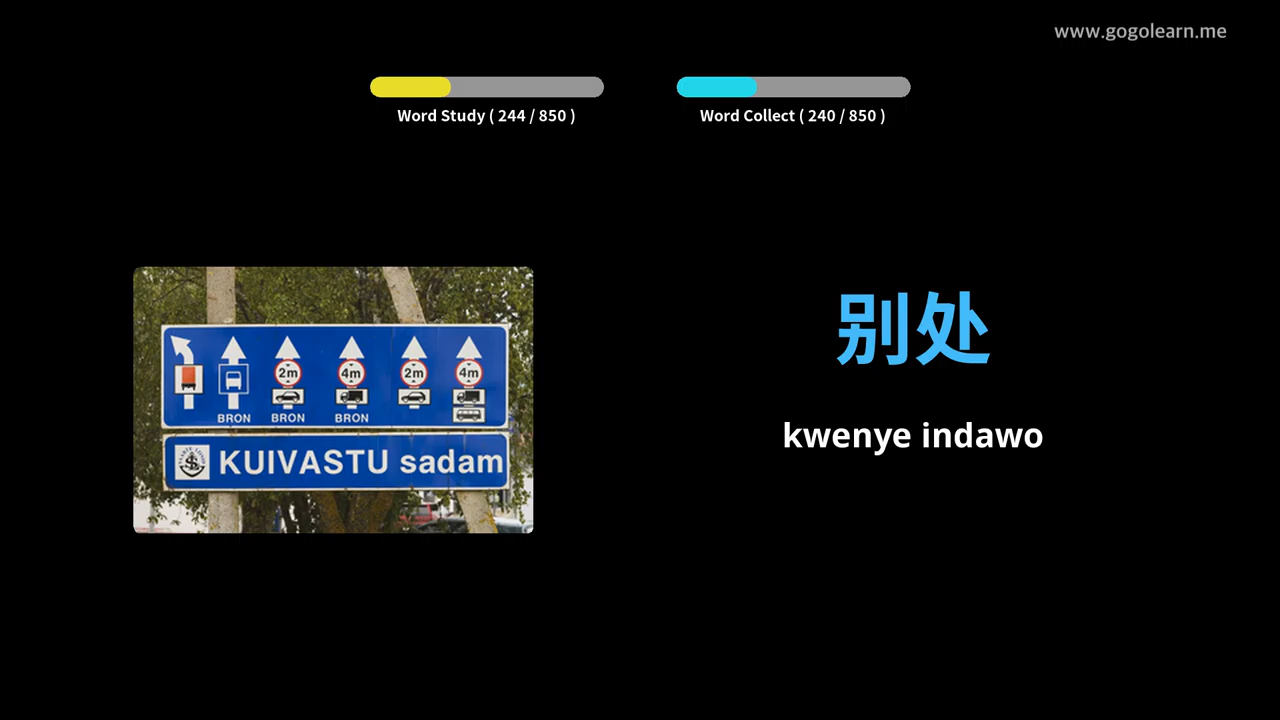 www.gogolearn.me
Word Study ( 244 / 850 )
Word Collect ( 240 / 850 )
2m 4m 2m 4m
BRON BRON BRON
KUIVASTU sadam
别处
kwenye indawo